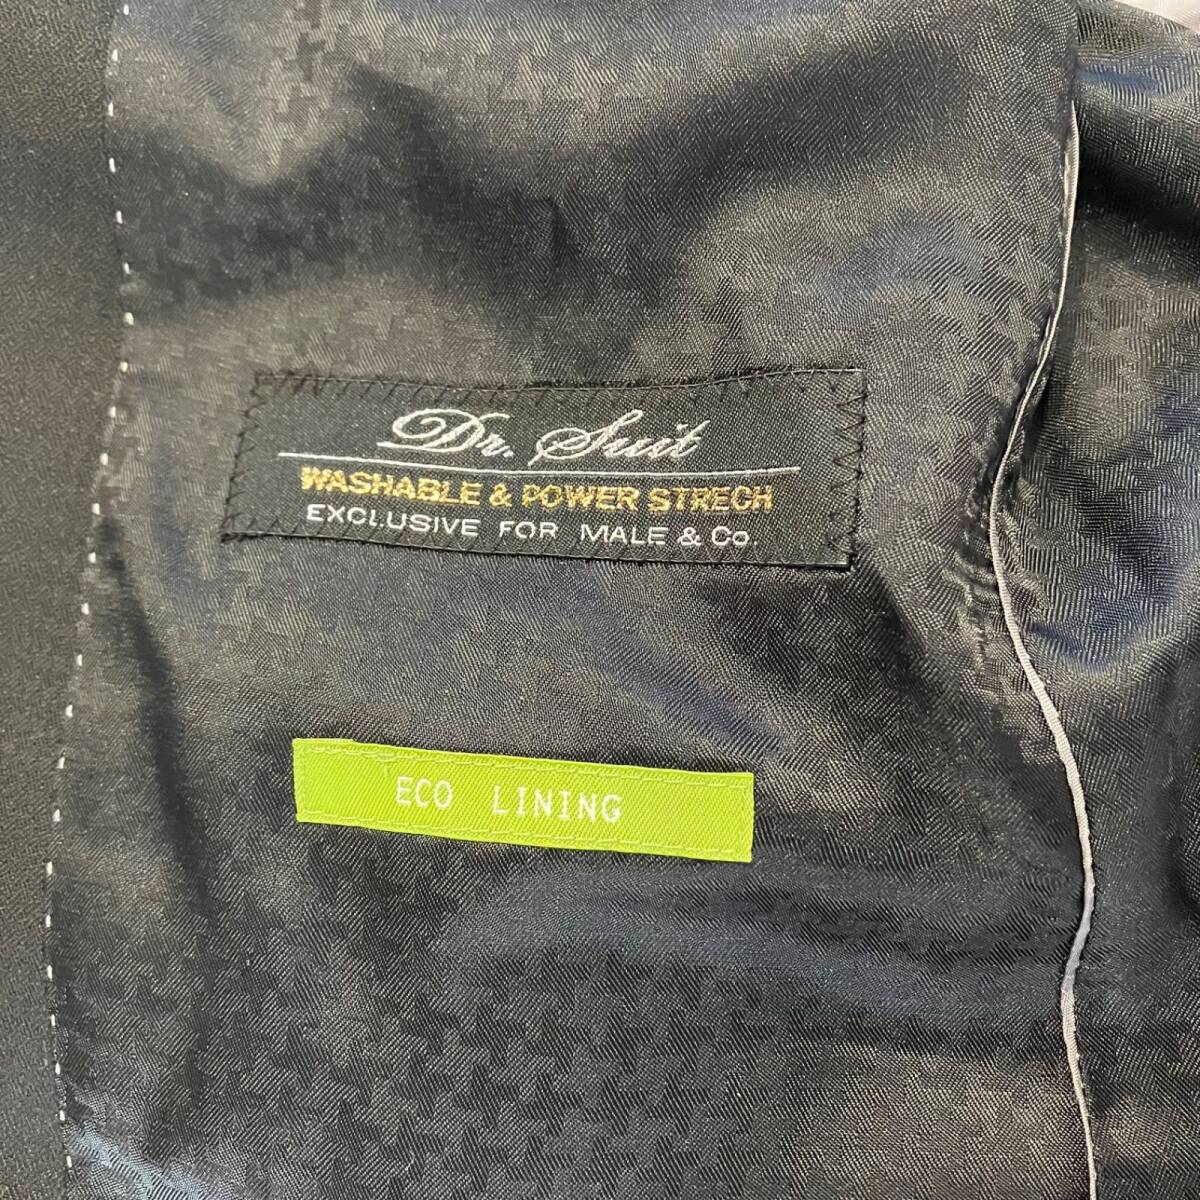 Dr. Suit
WASHABLE & POWER STRECH
EXCLUSIVE FOR MALE & Co.
ECO LINING